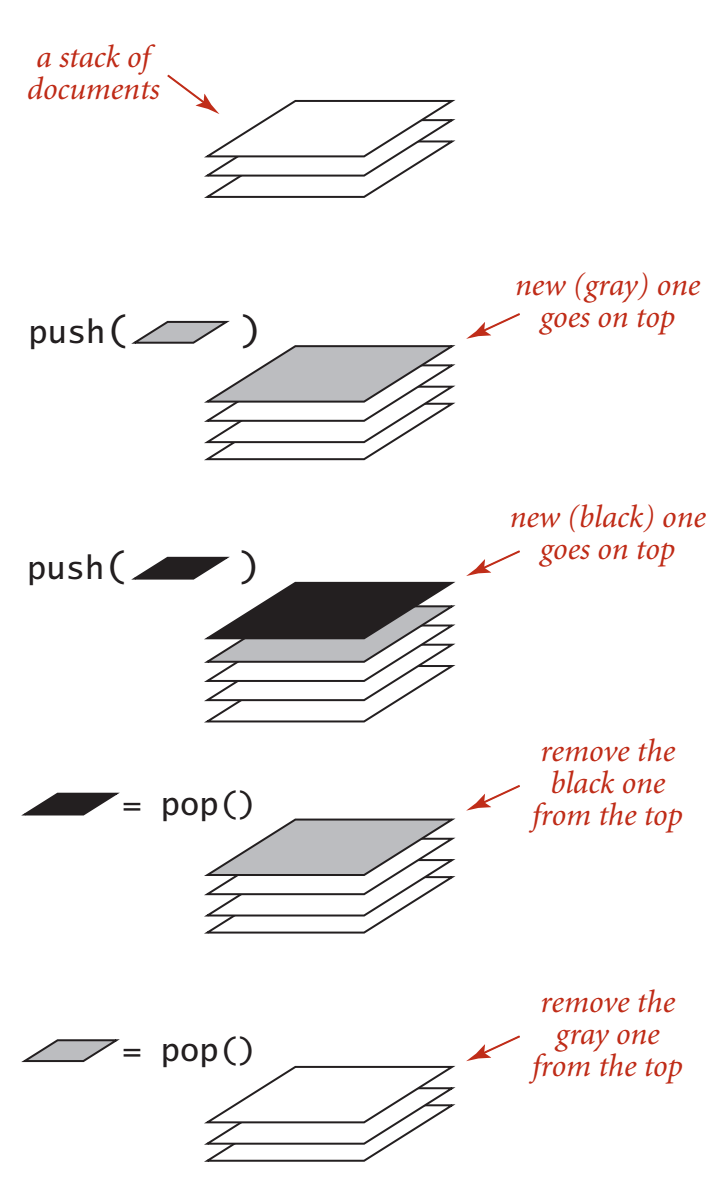 a stack of
documents
new (gray) one
goes on top
push( )
new (black) one
goes on top
push( )
remove the
black one
from the top
= pop()
remove the
gray one
from the top
= pop()